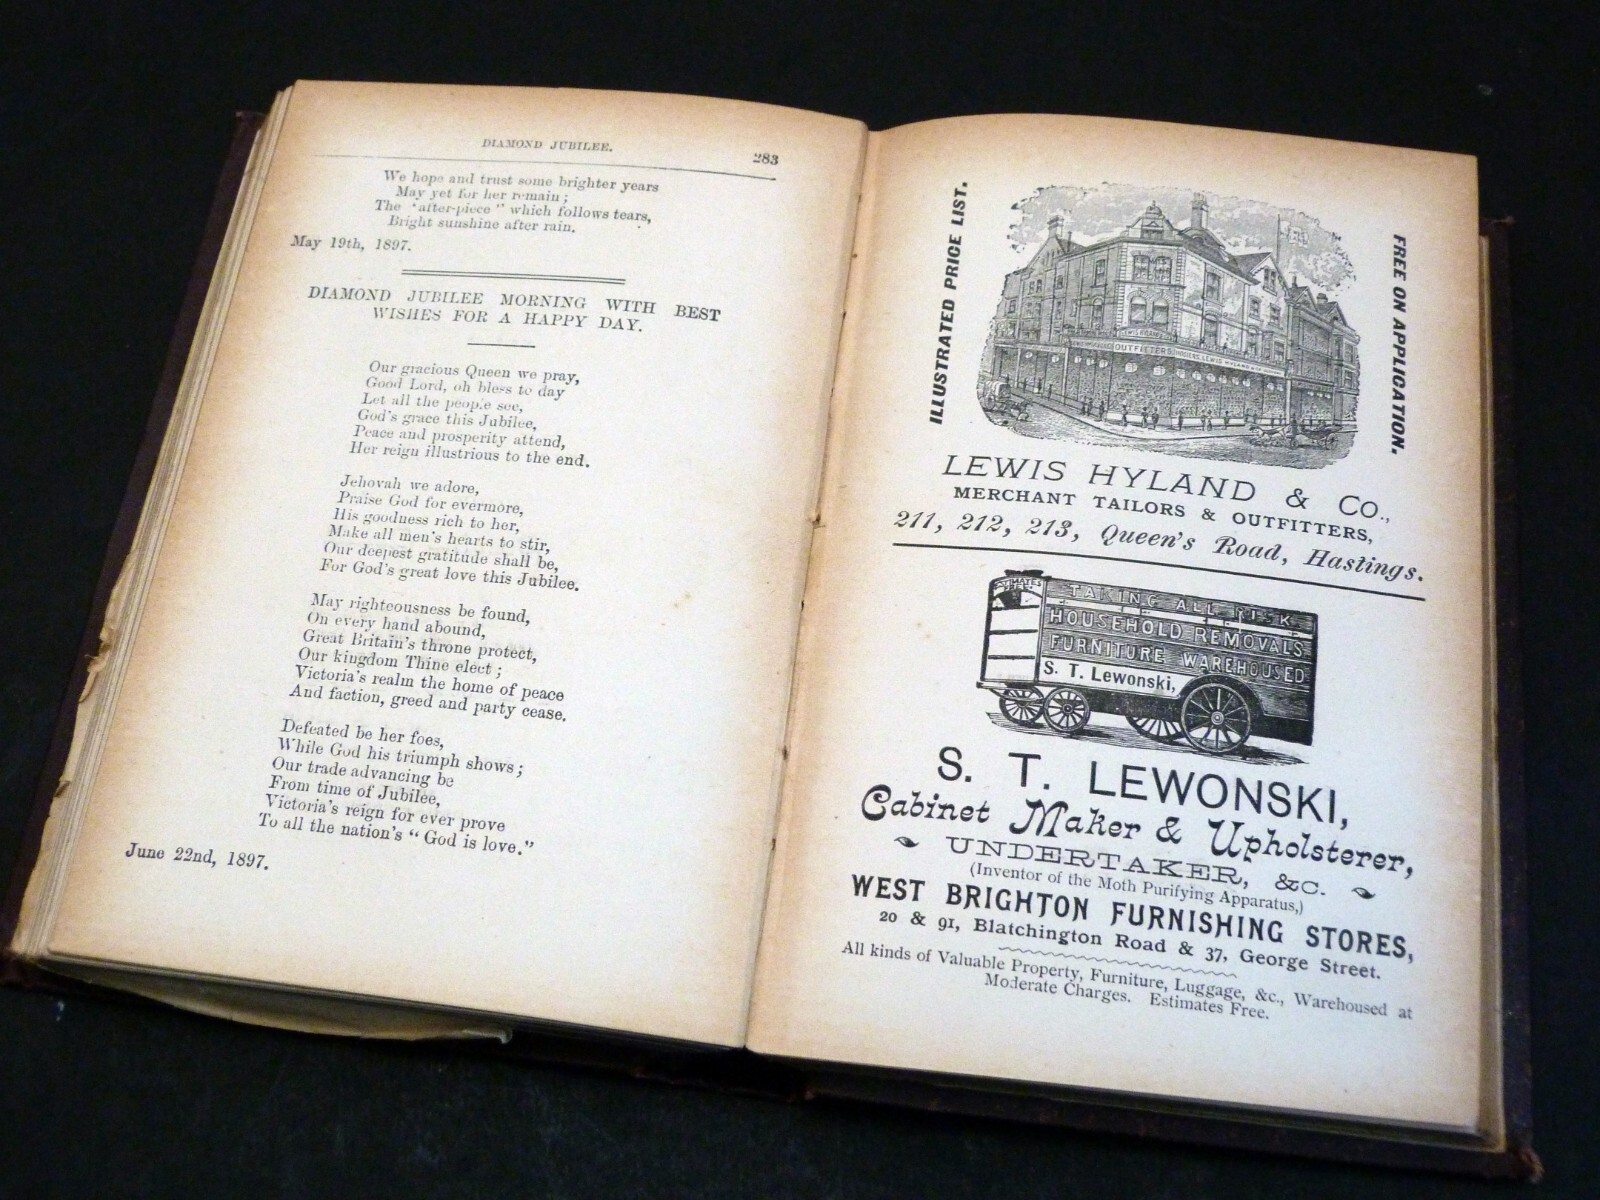 DIAMOND JUBILEE.
283
We hope and trust some brighter years
May yet for her remain;
The 'after-piece" which follows tears,
Bright sunshine after rain.
May 19th, 1897.
DIAMOND JUBILEE MORNING WITH BEST
WISHES FOR A HAPPY DAY.
Our gracious Queen we pray,
Good Lord, oh bless to day
Let all the people see,
God's grace this Jubilee,
Peace and prosperity attend,
Her reign illustrious to the end.
Jehovah we adore,
Praise God for evermore,
His goodness rich to her,
Make all men's hearts to stir,
Our deepest gratitude shall be,
For God's great love this Jubilee.
May righteousness be found,
On every hand abound,
Great Britain's throne protect,
Our kingdom Thine elect;
Victoria's realm the home of peace
And faction, greed and party cease.
Defeated be her foes,
While God his triumph shows;
Our trade advancing be
From time of Jubilee,
Victoria's reign for ever prove
To all the nation's "God is love."
June 22nd, 1897.
ILLUSTRATED PRICE LIST.
FREE ON APPLICATION.
OUTFITTERS
LEWIS HYLAND & CO.,
MERCHANT TAILORS & OUTFITTERS,
211, 212, 213, Queen's Road, Hastings.
TAKING ALL RISK
HOUSEHOLD REMOVALS
FURNITURE WAREHOUSED
S. T. Lewonski,
S. T. LEWONSKI,
Cabinet Maker & Upholsterer,
UNDERTAKER, &C.
(Inventor of the Moth Purifying Apparatus,)
WEST BRIGHTON FURNISHING STORES,
20 & 91, Blatchington Road & 37, George Street.
All kinds of Valuable Property, Furniture, Luggage, &c., Warehoused at
Moderate Charges. Estimates Free.